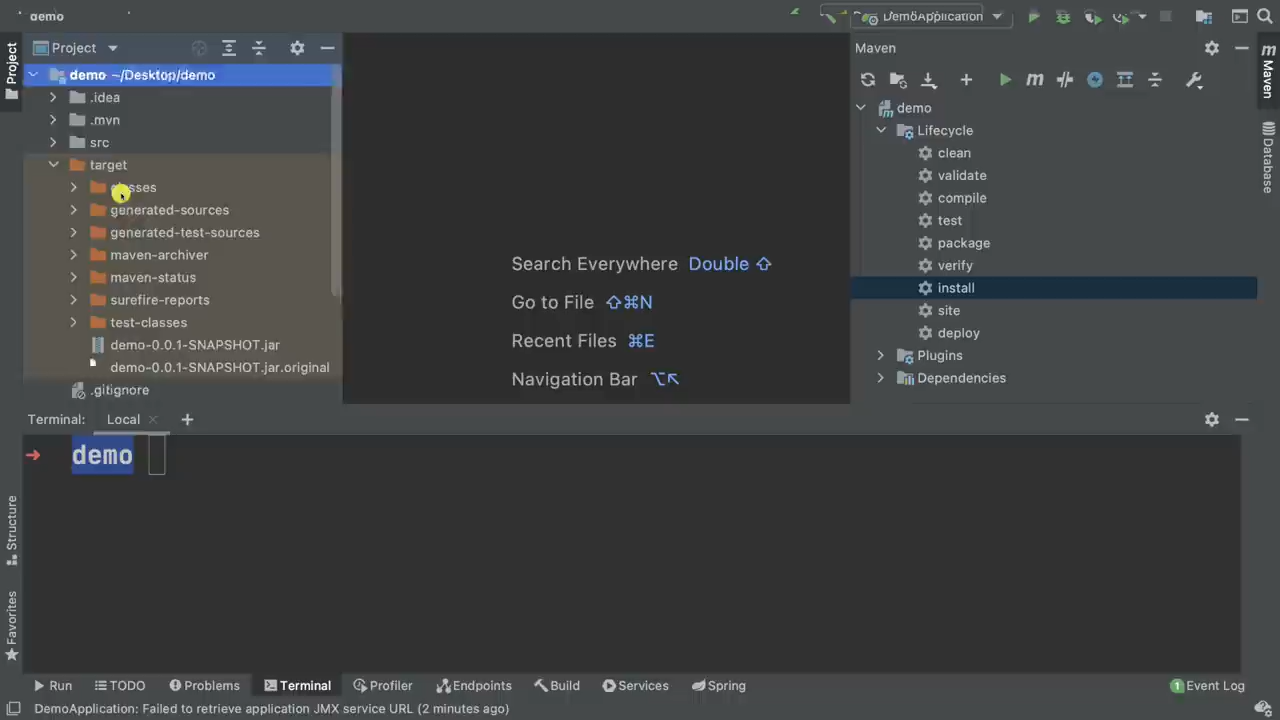 demo
DemoApplication
Project
demo ~/Desktop/demo
.idea
.mvn
src
target
classes
generated-sources
generated-test-sources
maven-archiver
maven-status
surefire-reports
test-classes
demo-0.0.1-SNAPSHOT.jar
demo-0.0.1-SNAPSHOT.jar.original
.gitignore
Project
Structure
Favorites
Search Everywhere Double ⇧
Go to File ⇧⌘N
Recent Files ⌘E
Navigation Bar ⌥↖
Maven
m
demo
Lifecycle
clean
validate
compile
test
package
verify
install
site
deploy
Plugins
Dependencies
m Maven
Database
Terminal: Local × +
→ demo
Run TODO Problems Terminal Profiler Endpoints Build Services Spring 1 Event Log
DemoApplication: Failed to retrieve application JMX service URL (2 minutes ago)